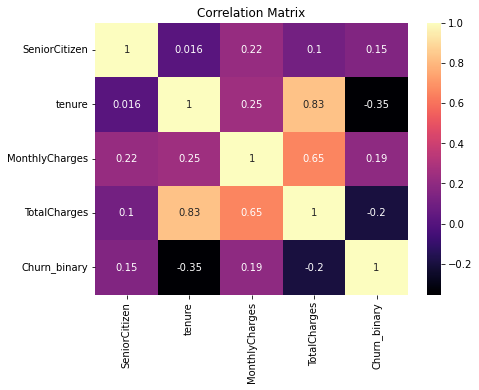 Correlation Matrix
SeniorCitizen 1 0.016 0.22 0.1 0.15
tenure 0.016 1 0.25 0.83 -0.35
MonthlyCharges 0.22 0.25 1 0.65 0.19
TotalCharges 0.1 0.83 0.65 1 -0.2
Churn_binary 0.15 -0.35 0.19 -0.2 1
SeniorCitizen
tenure
MonthlyCharges
TotalCharges
Churn_binary
1.0
0.8
0.6
0.4
0.2
0.0
−0.2